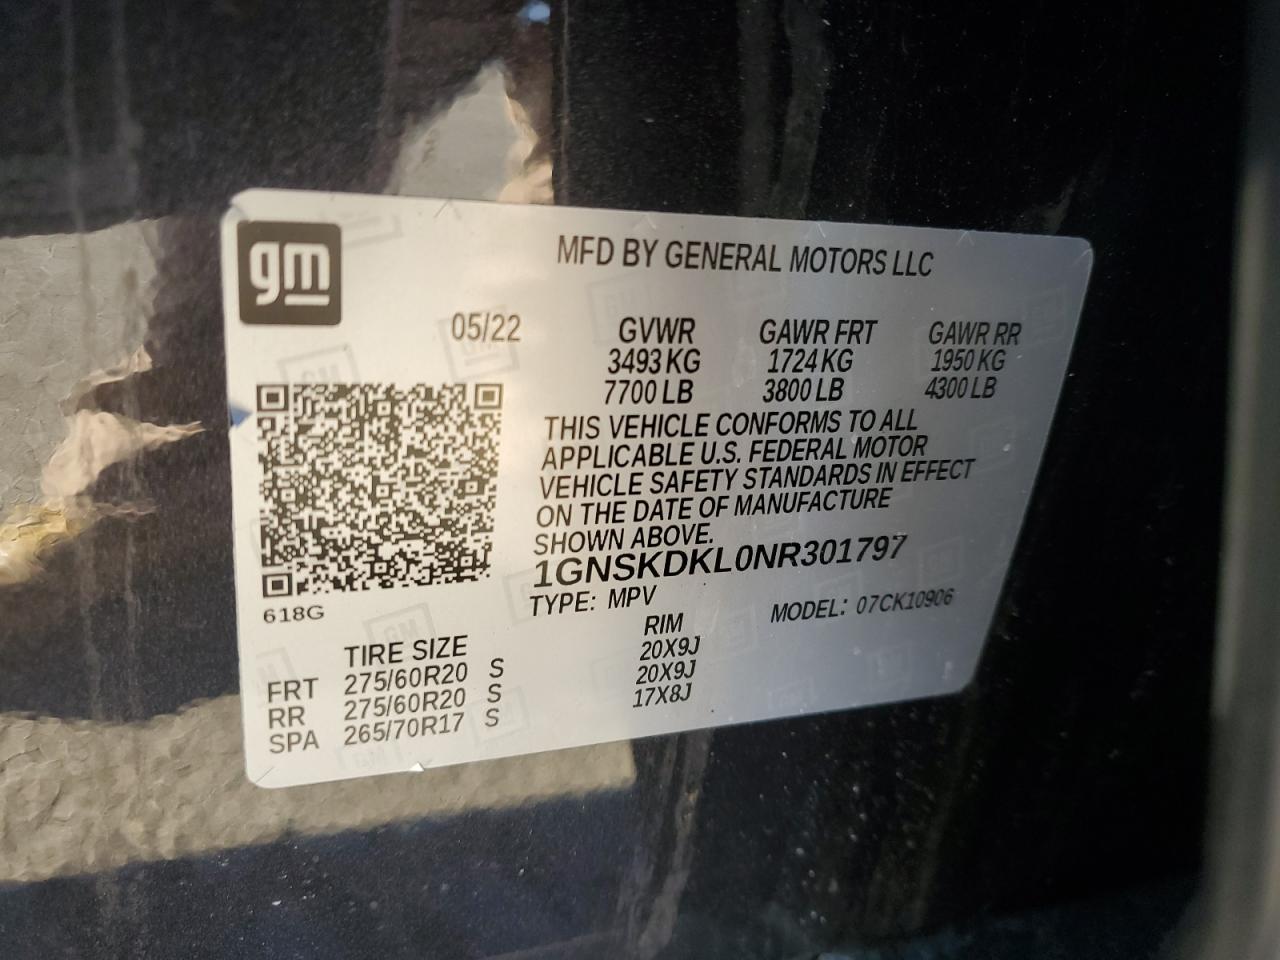 gm
MFD BY GENERAL MOTORS LLC
05/22 GVWR GAWR FRT GAWR RR
3493 KG 1724 KG 1950 KG
7700 LB 3800 LB 4300 LB
THIS VEHICLE CONFORMS TO ALL
APPLICABLE U.S. FEDERAL MOTOR
VEHICLE SAFETY STANDARDS IN EFFECT
ON THE DATE OF MANUFACTURE
SHOWN ABOVE.
1GNSKDKL0NR301797
TYPE: MPV MODEL: 07CK10906
618G
TIRE SIZE RIM
FRT 275/60R20 S 20X9J
RR 275/60R20 S 20X9J
SPA 265/70R17 S 17X8J